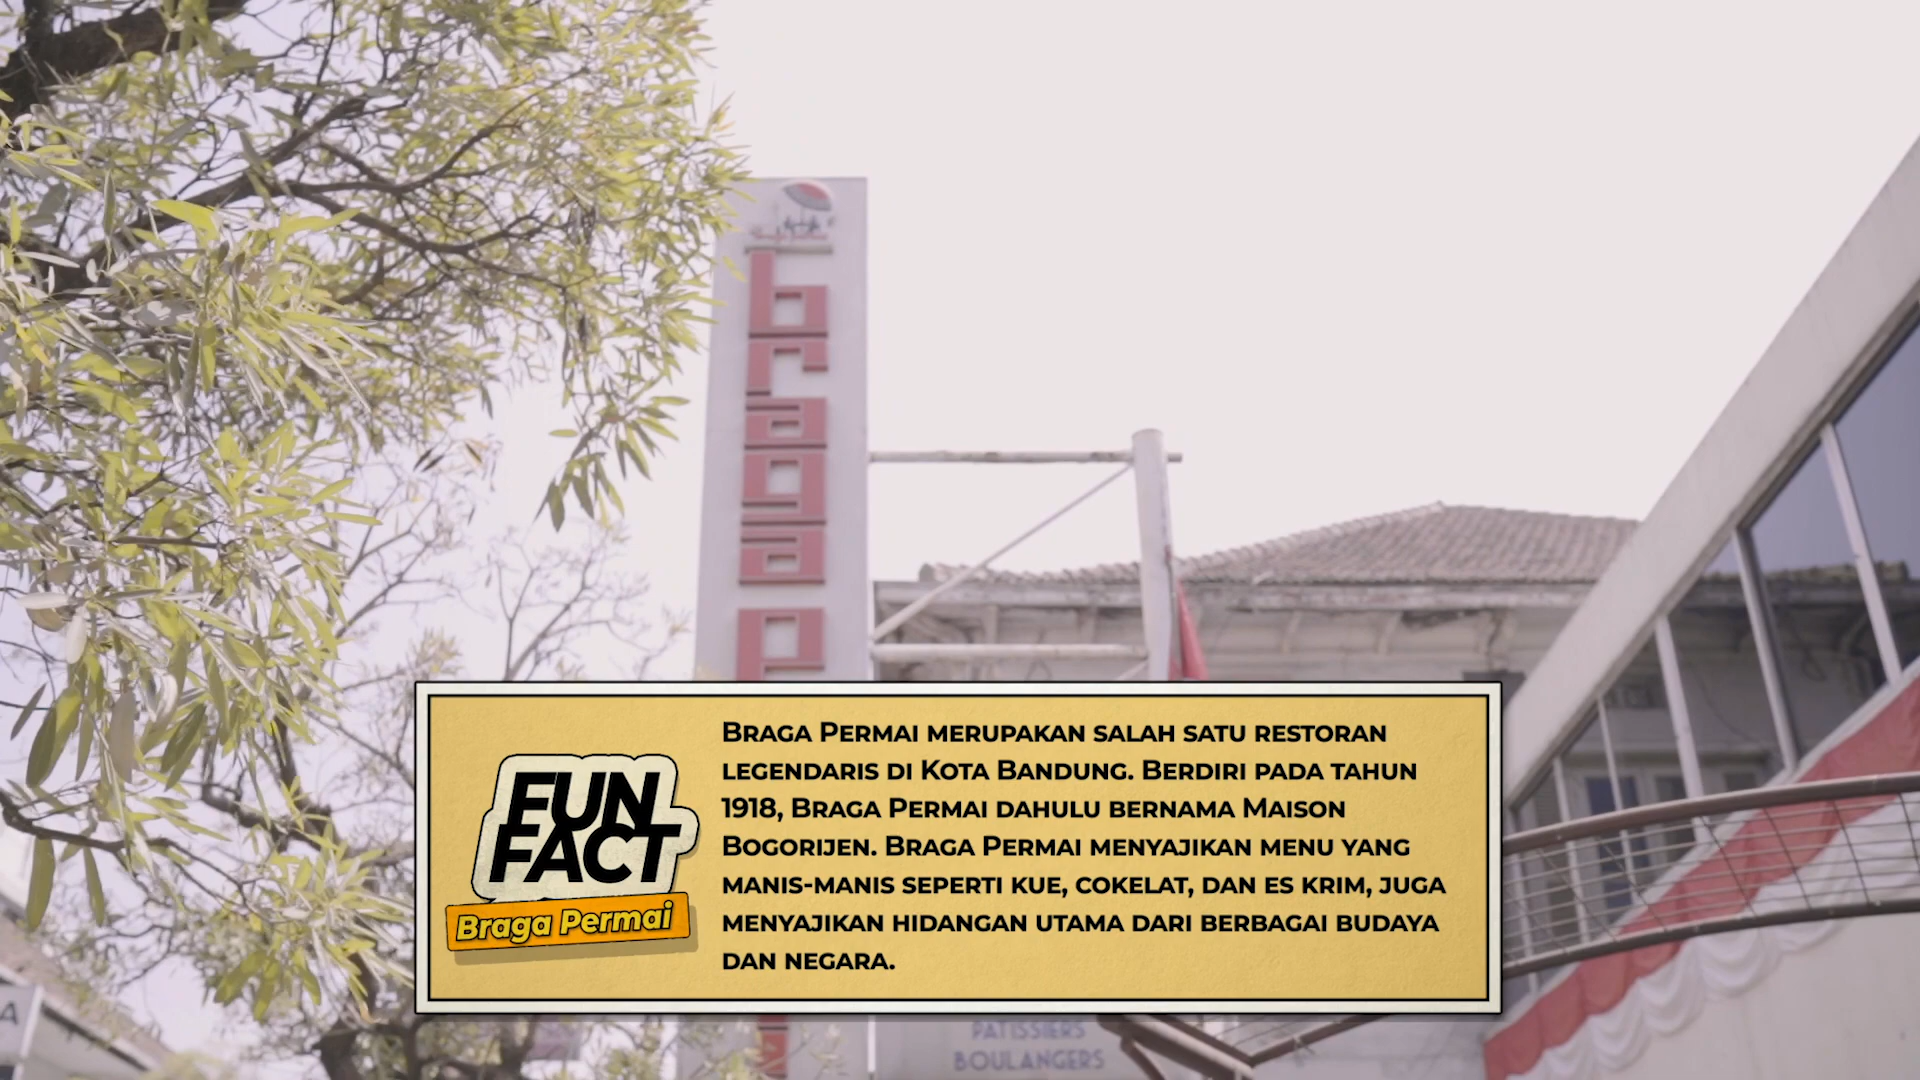 braga
Braga Permai merupakan salah satu restoran
legendaris di Kota Bandung. Berdiri pada tahun
1918, Braga Permai dahulu bernama Maison
Bogorijen. Braga Permai menyajikan menu yang
manis-manis seperti kue, cokelat, dan es krim, juga
menyajikan hidangan utama dari berbagai budaya
dan negara.
FUN
FACT
Braga Permai
PATISSIERS
BOULANGERS